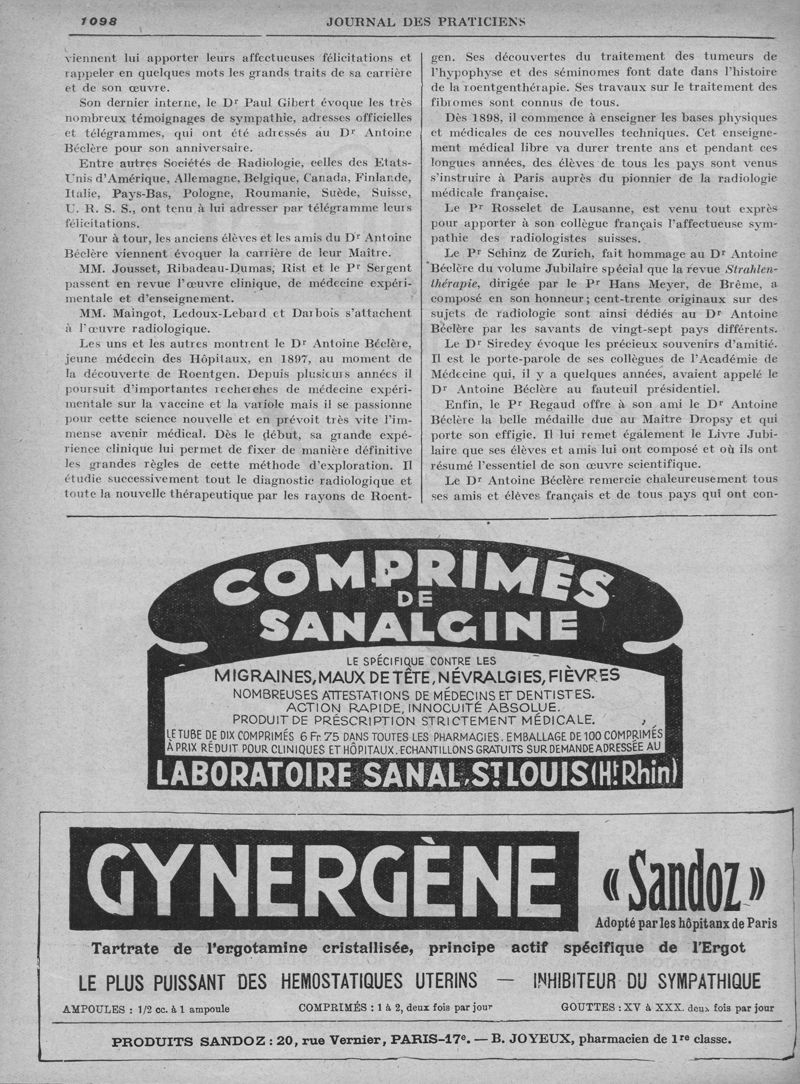 1098
JOURNAL DES PRATICIENS
viennent lui apporter leurs affectueuses félicitations et
rappeler en quelques mots les grands traits de sa carrière
et de son œuvre.
Son dernier interne, le Dr Paul Gibert évoque les très
nombreux témoignages de sympathie, adresses officielles
et télégrammes, qui ont été adressés au Dr Antoine
Béclère pour son anniversaire.
Entre autres Sociétés de Radiologie, celles des Etats-
Unis d'Amérique, Allemagne, Belgique, Canada, Finlande,
Italie, Pays-Bas, Pologne, Roumanie, Suède, Suisse,
U. R. S. S., ont tenu à lui adresser par télégramme leurs
félicitations.
Tour à tour, les anciens élèves et les amis du Dr Antoine
Béclère viennent évoquer la carrière de leur Maître.
MM. Jousset, Ribadeau-Dumas, Rist et le Pr Sergent
passent en revue l'œuvre clinique, de médecine expéri-
mentale et d'enseignement.
MM. Maingot, Ledoux-Lebard et Darbois s'attachent
à l'œuvre radiologique.
Les uns et les autres montrent le Dr Antoine Béclère,
jeune médecin des Hôpitaux, en 1897, au moment de
la découverte de Roentgen. Depuis plusieurs années il
poursuit d'importantes recherches de médecine expéri-
mentale sur la vaccine et la variole mais il se passionne
pour cette science nouvelle et en prévoit très vite l'im-
mense avenir médical. Dès le début, sa grande expé-
rience clinique lui permet de fixer de manière définitive
les grandes règles de cette méthode d'exploration. Il
étudie successivement tout le diagnostic radiologique et
toute la nouvelle thérapeutique par les rayons de Roent-
gen. Ses découvertes du traitement des tumeurs de
l'hypophyse et des séminomes font date dans l'histoire
de la roentgenthérapie. Ses travaux sur le traitement des
fibromes sont connus de tous.
Dès 1898, il commence à enseigner les bases physiques
et médicales de ces nouvelles techniques. Cet enseigne-
ment médical libre va durer trente ans et pendant ces
longues années, des élèves de tous les pays sont venus
s'instruire à Paris auprès du pionnier de la radiologie
médicale française.
Le Pr Rosselet de Lausanne, est venu tout exprès
pour apporter à son collègue français l'affectueuse sym-
pathie des radiologistes suisses.
Le Pr Schinz de Zurich, fait hommage au Dr Antoine
Béclère du volume Jubilaire spécial que la revue Strahlen-
thérapie, dirigée par le Pr Hans Meyer, de Brême, a
composé en son honneur; cent-trente originaux sur des
sujets de radiologie sont ainsi dédiés au Dr Antoine
Béclère par les savants de vingt-sept pays différents.
Le Dr Siredey évoque les précieux souvenirs d'amitié.
Il est le porte-parole de ses collègues de l'Académie de
Médecine qui, il y a quelques années, avaient appelé le
Dr Antoine Béclère au fauteuil présidentiel.
Enfin, le Pr Regaud offre à son ami le Dr Antoine
Béclère la belle médaille due au Maître Dropsy et qui
porte son effigie. Il lui remet également le Livre Jubi-
laire que ses élèves et amis lui ont composé et où ils ont
résumé l'essentiel de son œuvre scientifique.
Le Dr Antoine Béclère remercie chaleureusement tous
ses amis et élèves français et de tous pays qui ont con-
COMPRIMÉS
DE
SANALGINE
LE SPÉCIFIQUE CONTRE LES
MIGRAINES, MAUX DE TÊTE, NÉVRALGIES, FIÈVRES
NOMBREUSES ATTESTATIONS DE MÉDECINS ET DENTISTES.
ACTION RAPIDE, INNOCUITÉ ABSOLUE.
PRODUIT DE PRÉSCRIPTION STRICTEMENT MÉDICALE.
LE TUBE DE DIX COMPRIMÉS 6 Fr. 75 DANS TOUTES LES PHARMACIES. EMBALLAGE DE 100 COMPRIMÉS
À PRIX RÉDUIT POUR CLINIQUES ET HÔPITAUX. ECHANTILLONS GRATUITS SUR DEMANDE ADRESSÉE AU
LABORATOIRE SANAL, ST LOUIS (Ht Rhin)
GYNERGÈNE
« Sandoz »
Adopté par les hôpitaux de Paris
Tartrate de l'ergotamine cristallisée, principe actif spécifique de l'Ergot
LE PLUS PUISSANT DES HEMOSTATIQUES UTERINS — INHIBITEUR DU SYMPATHIQUE
AMPOULES : 1/2 cc. à 1 ampoule COMPRIMÉS : 1 à 2, deux fois par jour GOUTTES : XV à XXX. deux fois par jour
PRODUITS SANDOZ : 20, rue Vernier, PARIS-17e. — B. JOYEUX, pharmacien de 1re classe.